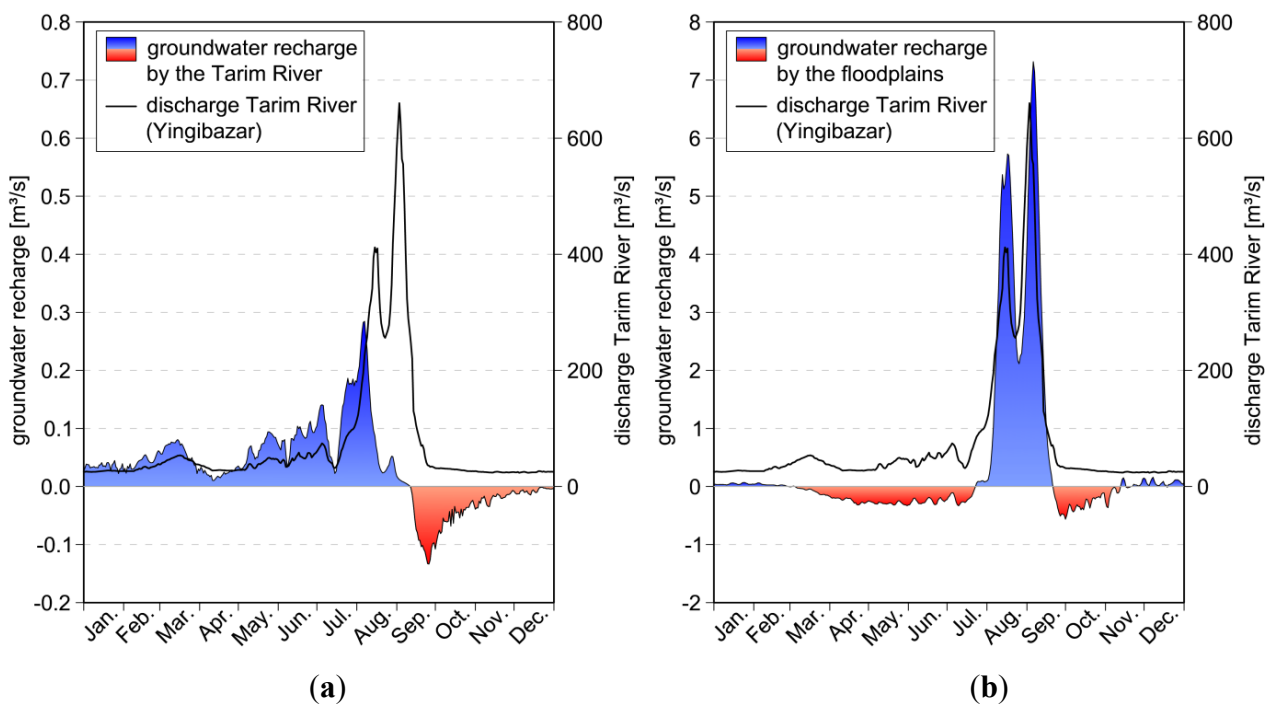 groundwater recharge
by the Tarim River
discharge Tarim River
(Yingibazar)
groundwater recharge [m³/s]
0.8
0.7
0.6
0.5
0.4
0.3
0.2
0.1
0.0
-0.1
-0.2
800
600
400
200
0
discharge Tarim River [m³/s]
Jan. Feb. Mar. Apr. May. Jun. Jul. Aug. Sep. Oct. Nov. Dec.
(a)
groundwater recharge
by the floodplains
discharge Tarim River
(Yingibazar)
groundwater recharge [m³/s]
8
7
6
5
4
3
2
1
0
-1
-2
800
600
400
200
0
discharge Tarim River [m³/s]
Jan. Feb. Mar. Apr. May. Jun. Jul. Aug. Sep. Oct. Nov. Dec.
(b)